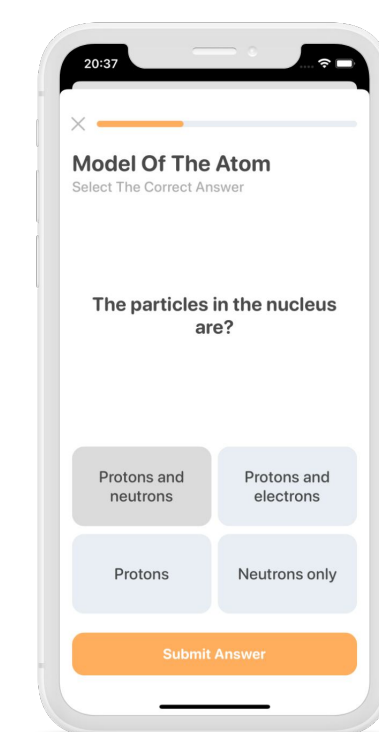 20:37
Model Of The Atom
Select The Correct Answer
The particles in the nucleus
are?
Protons and
neutrons
Protons and
electrons
Protons
Neutrons only
Submit Answer